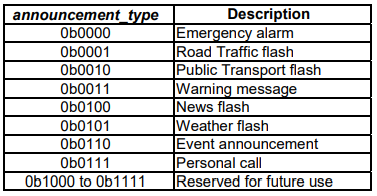 announcement_type Description
0b0000 Emergency alarm
0b0001 Road Traffic flash
0b0010 Public Transport flash
0b0011 Warning message
0b0100 News flash
0b0101 Weather flash
0b0110 Event announcement
0b0111 Personal call
0b1000 to 0b1111 Reserved for future use